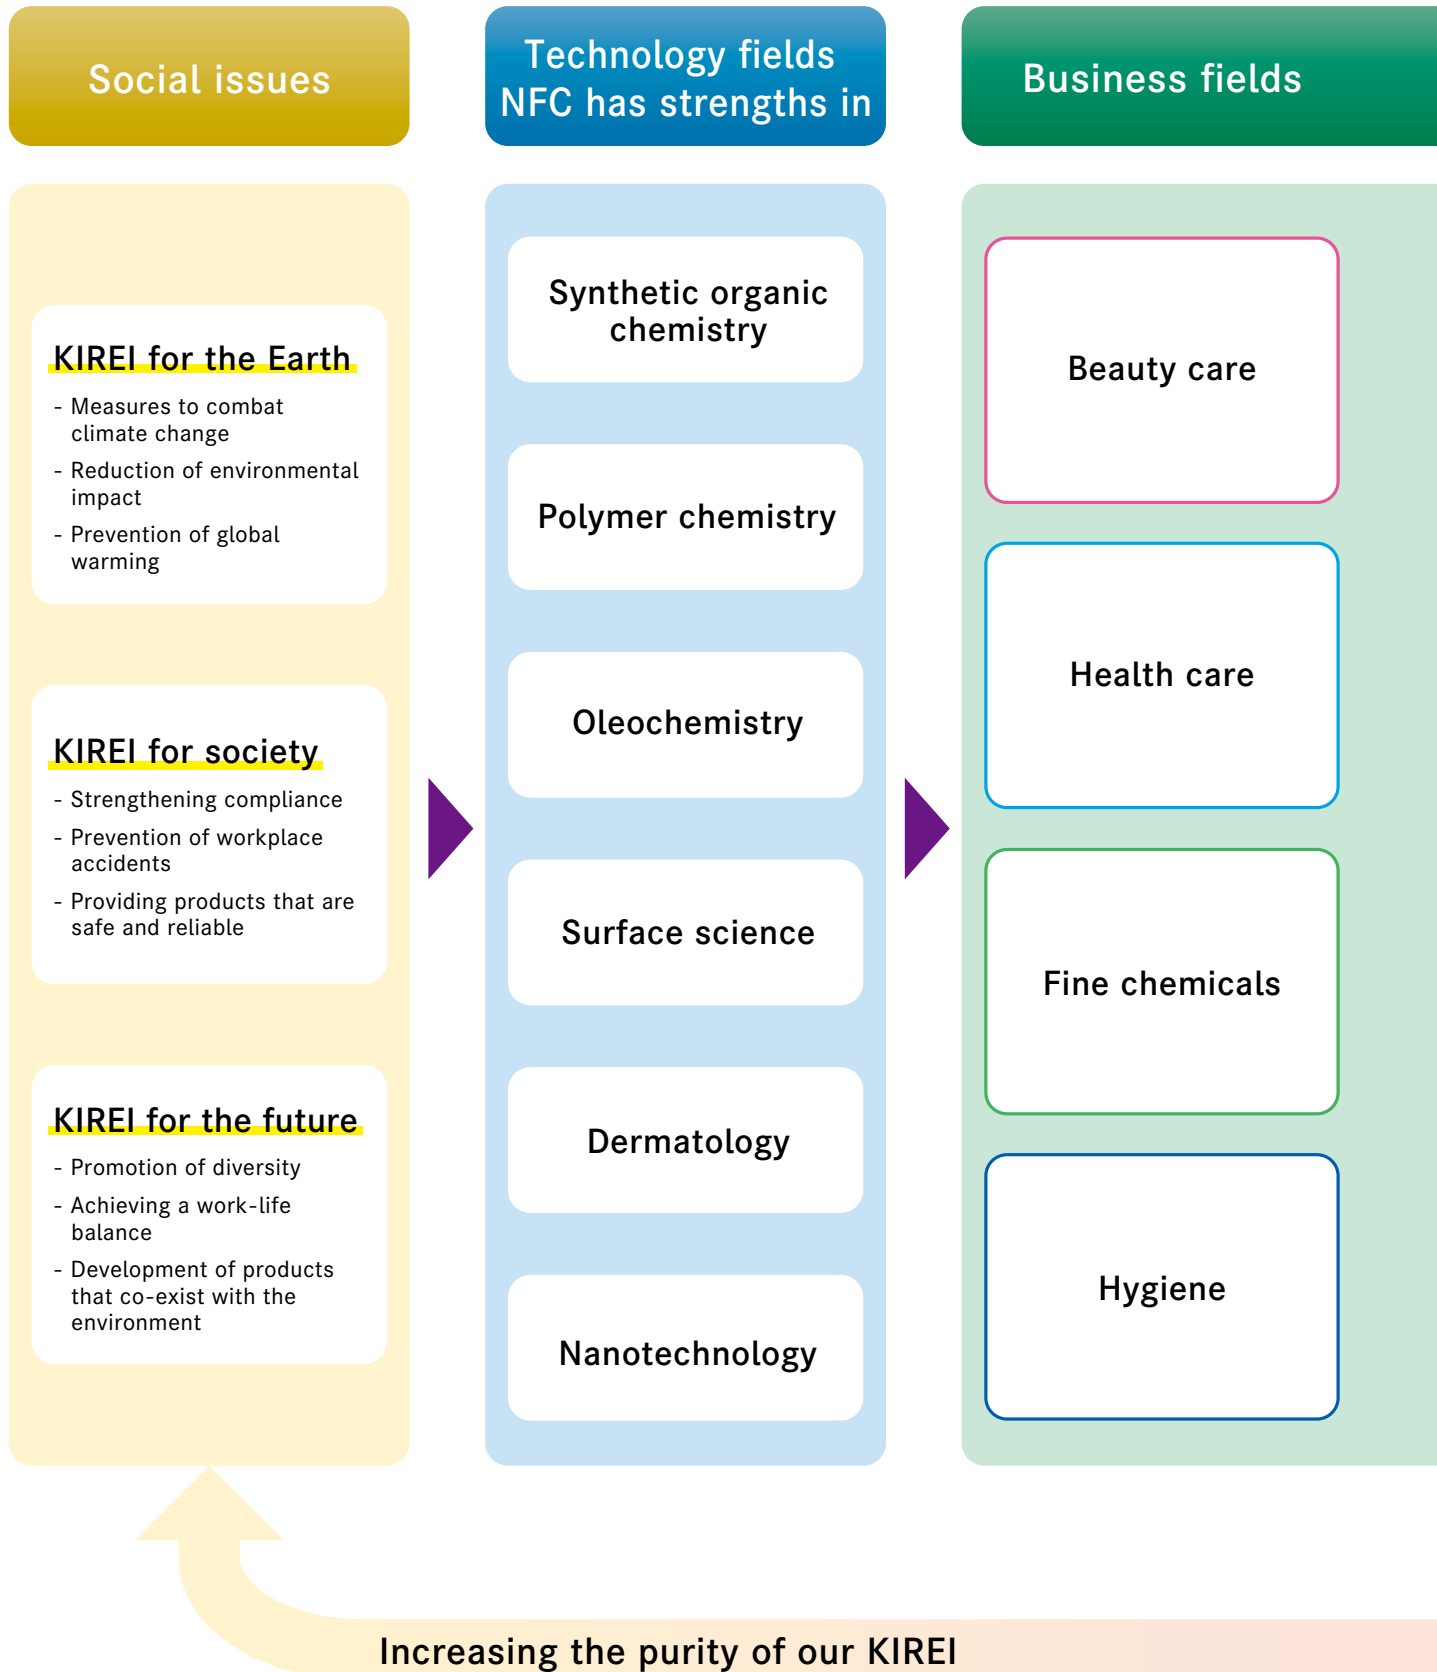 Social issues
Technology fields
NFC has strengths in
Business fields
KIREI for the Earth
- Measures to combat
climate change
- Reduction of environmental
impact
- Prevention of global
warming
KIREI for society
- Strengthening compliance
- Prevention of workplace
accidents
- Providing products that are
safe and reliable
KIREI for the future
- Promotion of diversity
- Achieving a work-life
balance
- Development of products
that co-exist with the
environment
Synthetic organic
chemistry
Polymer chemistry
Oleochemistry
Surface science
Dermatology
Nanotechnology
Beauty care
Health care
Fine chemicals
Hygiene
Increasing the purity of our KIREI